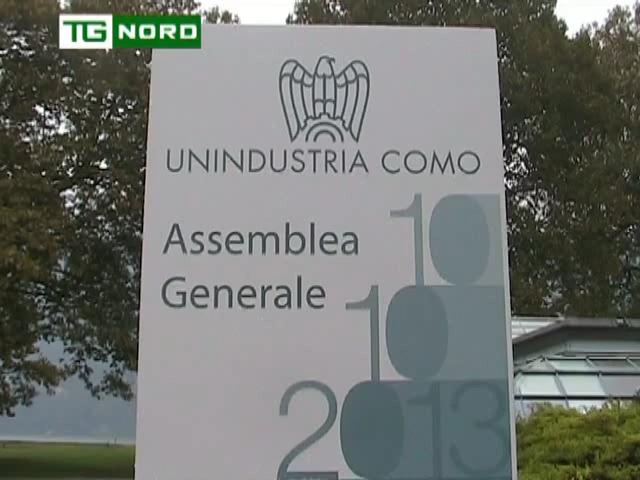 TG NORD
UNINDUSTRIA COMO
Assemblea
Generale
10
10
2013